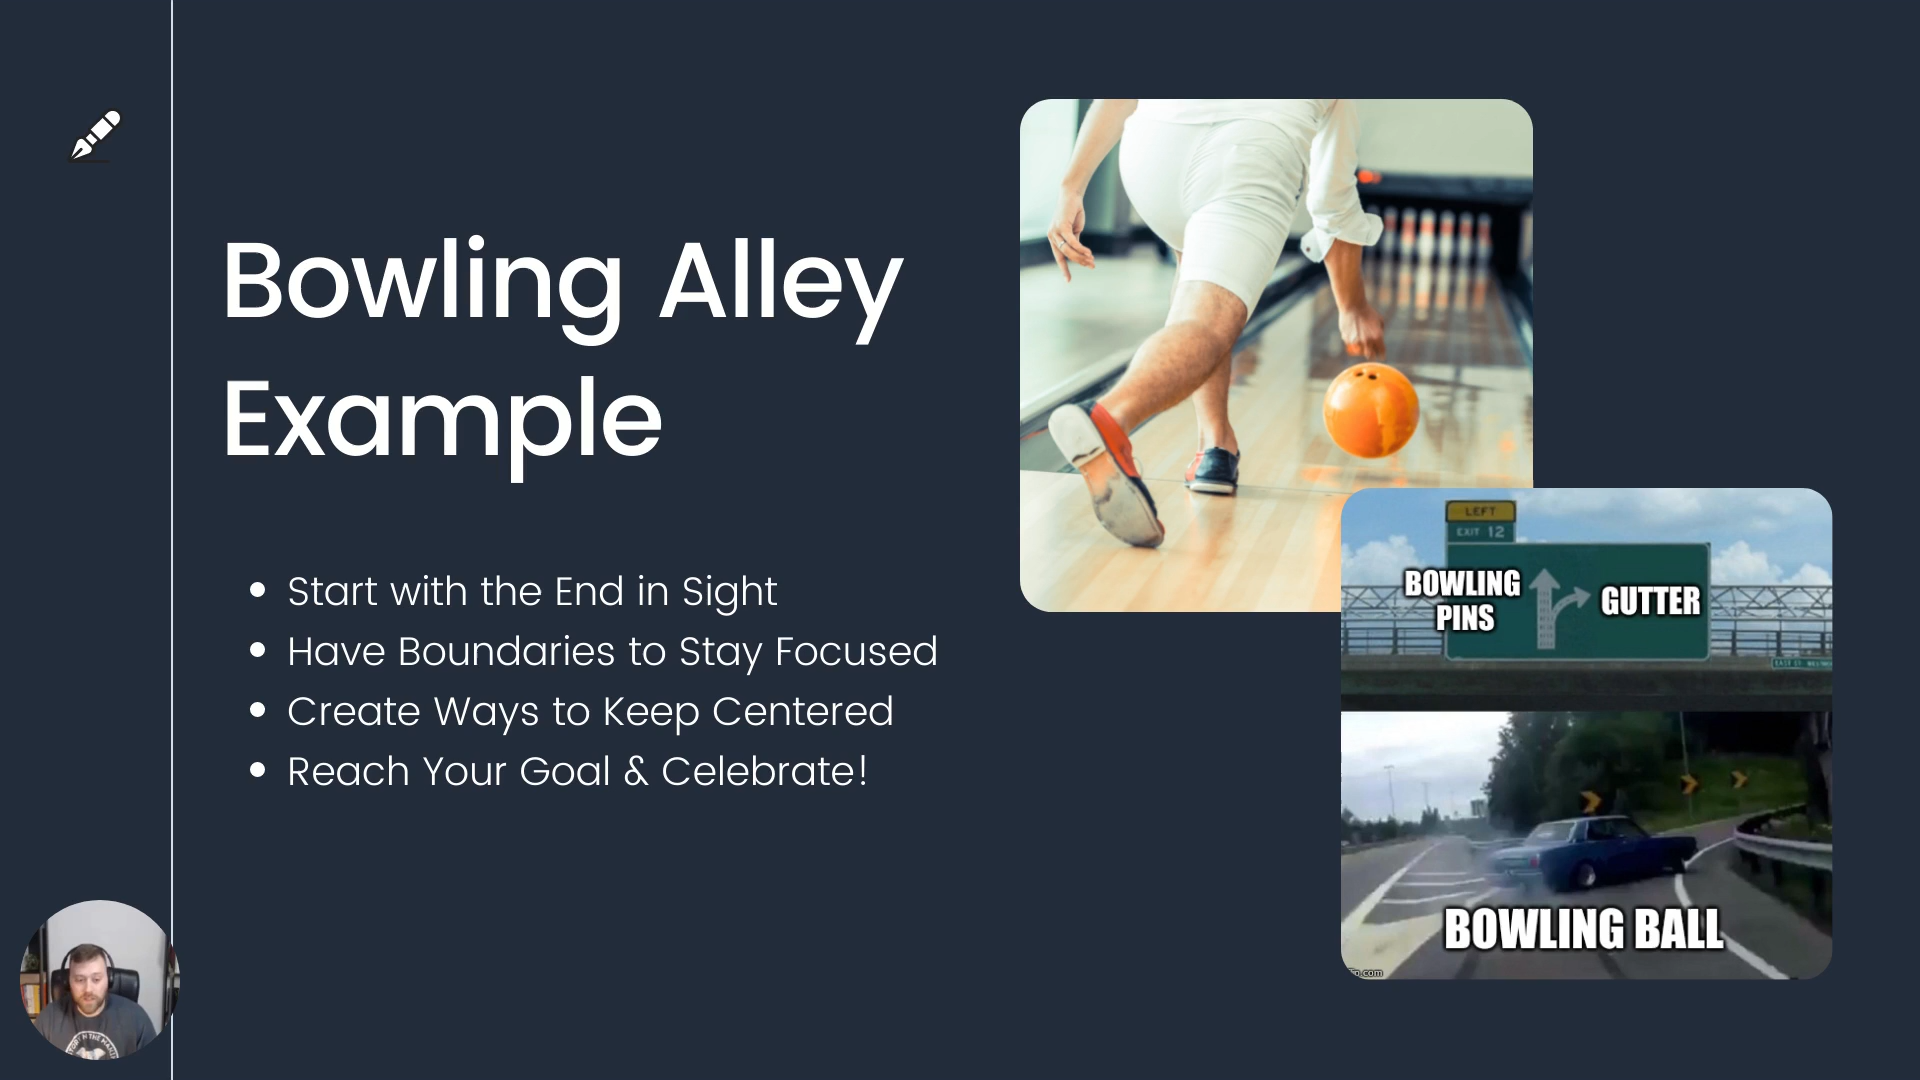 Bowling Alley
Example
Start with the End in Sight
Have Boundaries to Stay Focused
Create Ways to Keep Centered
Reach Your Goal & Celebrate!
LEFT
EXIT 12
BOWLING
PINS
GUTTER
BOWLING BALL